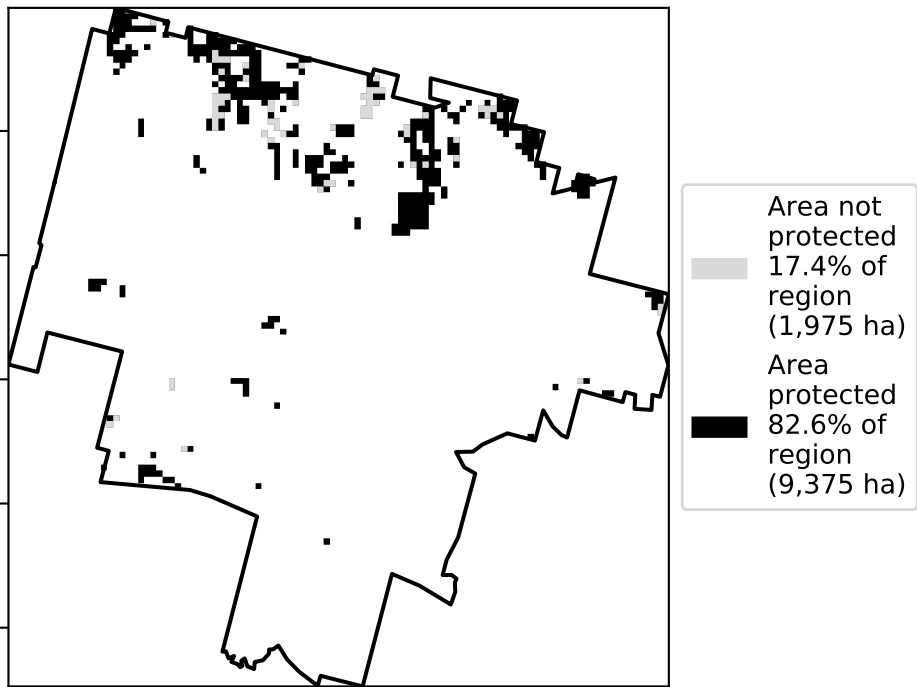 Area not
protected
17.4% of
region
(1,975 ha)
Area
protected
82.6% of
region
(9,375 ha)